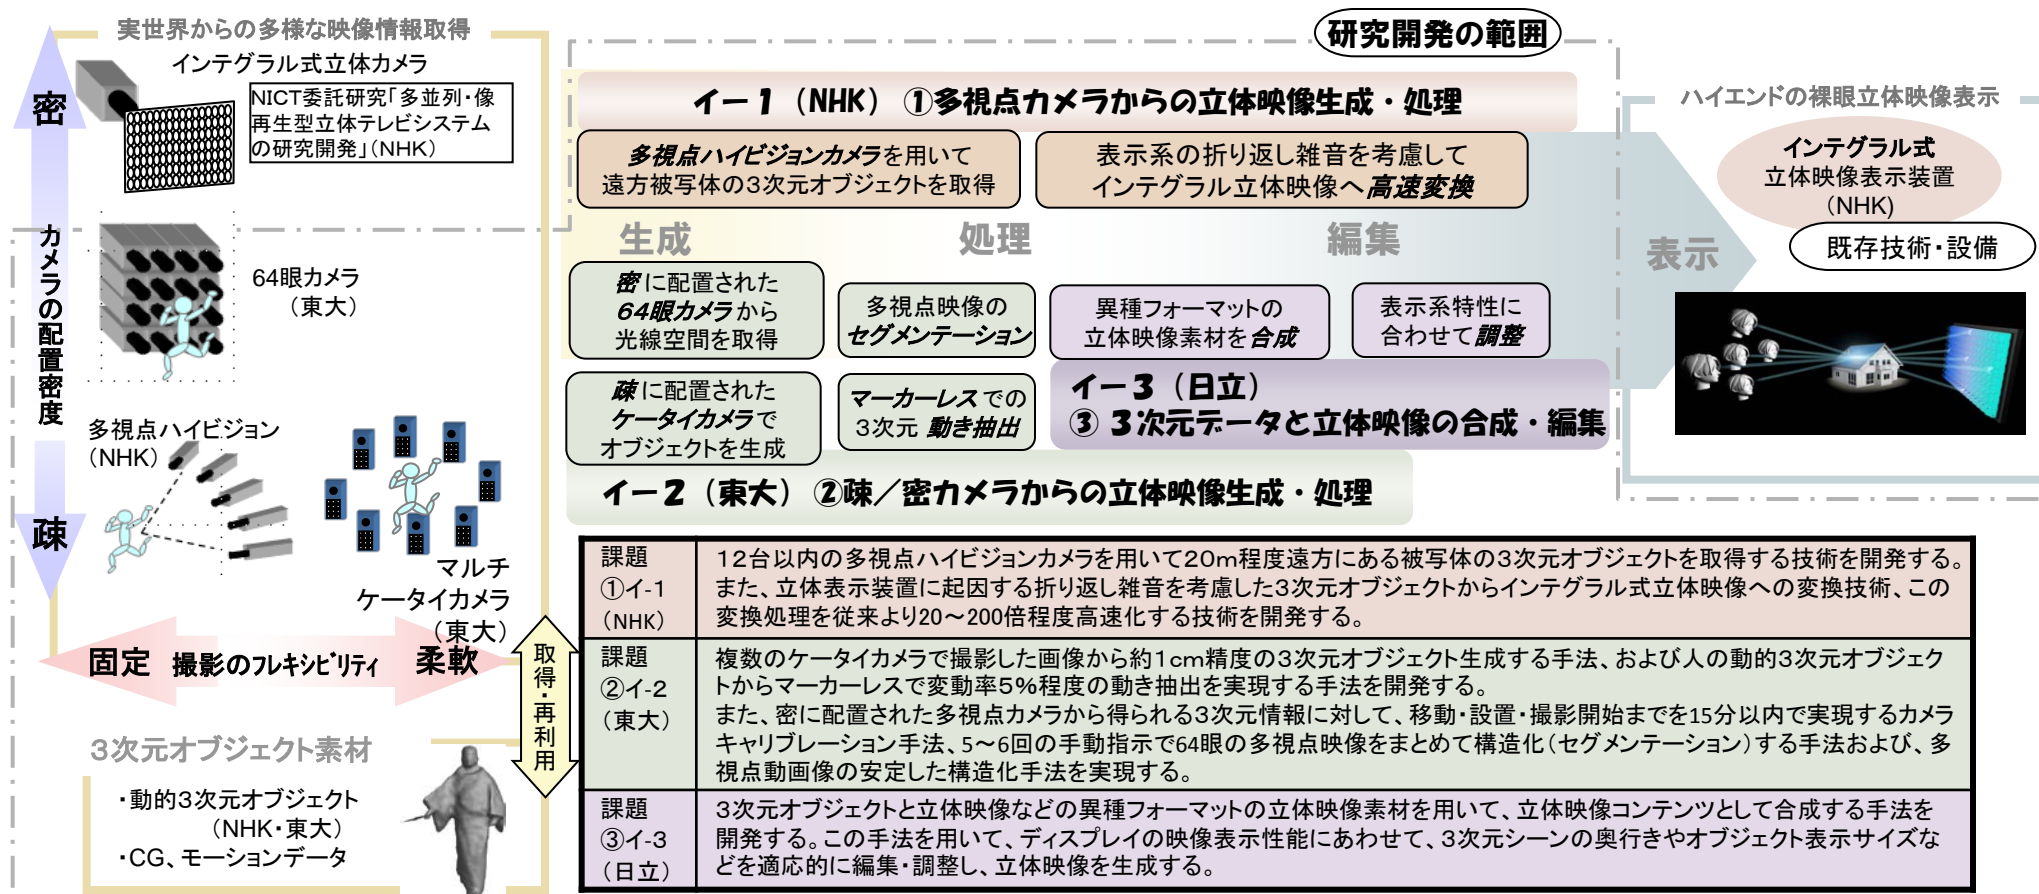 実世界からの多様な映像情報取得
インテグラル式立体カメラ
NICT委託研究「多並列・像
再生型立体テレビシステム
の研究開発」(NHK)
密
カメラの配置密度
疎
64眼カメラ
(東大)
多視点ハイビジョン
(NHK)
マルチ
ケータイカメラ
(東大)
固定 撮影のフレキシビリティ 柔軟
3次元オブジェクト素材
・動的3次元オブジェクト
(NHK・東大)
・CG、モーションデータ
取得・再利用
研究開発の範囲
イー1(NHK) ①多視点カメラからの立体映像生成・処理
多視点ハイビジョンカメラを用いて
遠方被写体の3次元オブジェクトを取得
表示系の折り返し雑音を考慮して
インテグラル立体映像へ高速変換
生成 処理 編集
表示
密に配置された
64眼カメラから
光線空間を取得
多視点映像の
セグメンテーション
異種フォーマットの
立体映像素材を合成
表示系特性に
合わせて調整
疎に配置された
ケータイカメラで
オブジェクトを生成
マーカーレスでの
3次元 動き抽出
イー3(日立)
③ 3次元データと立体映像の合成・編集
イー2(東大) ②疎/密カメラからの立体映像生成・処理
ハイエンドの裸眼立体映像表示
インテグラル式
立体映像表示装置
(NHK)
既存技術・設備
課題
①イ-1
(NHK)
12台以内の多視点ハイビジョンカメラを用いて20m程度遠方にある被写体の3次元オブジェクトを取得する技術を開発する。
また、立体表示装置に起因する折り返し雑音を考慮した3次元オブジェクトからインテグラル式立体映像への変換技術、この
変換処理を従来より20～200倍程度高速化する技術を開発する。
課題
②イ-2
(東大)
複数のケータイカメラで撮影した画像から約1cm精度の3次元オブジェクト生成する手法、および人の動的3次元オブジェク
トからマーカーレスで変動率5%程度の動き抽出を実現する手法を開発する。
また、密に配置された多視点カメラから得られる3次元情報に対して、移動・設置・撮影開始までを15分以内で実現するカメラ
キャリブレーション手法、5～6回の手動指示で64眼の多視点映像をまとめて構造化(セグメンテーション)する手法および、多
視点動画像の安定した構造化手法を実現する。
課題
③イ-3
(日立)
3次元オブジェクトと立体映像などの異種フォーマットの立体映像素材を用いて、立体映像コンテンツとして合成する手法を
開発する。この手法を用いて、ディスプレイの映像表示性能にあわせて、3次元シーンの奥行きやオブジェクト表示サイズな
どを適応的に編集・調整し、立体映像を生成する。